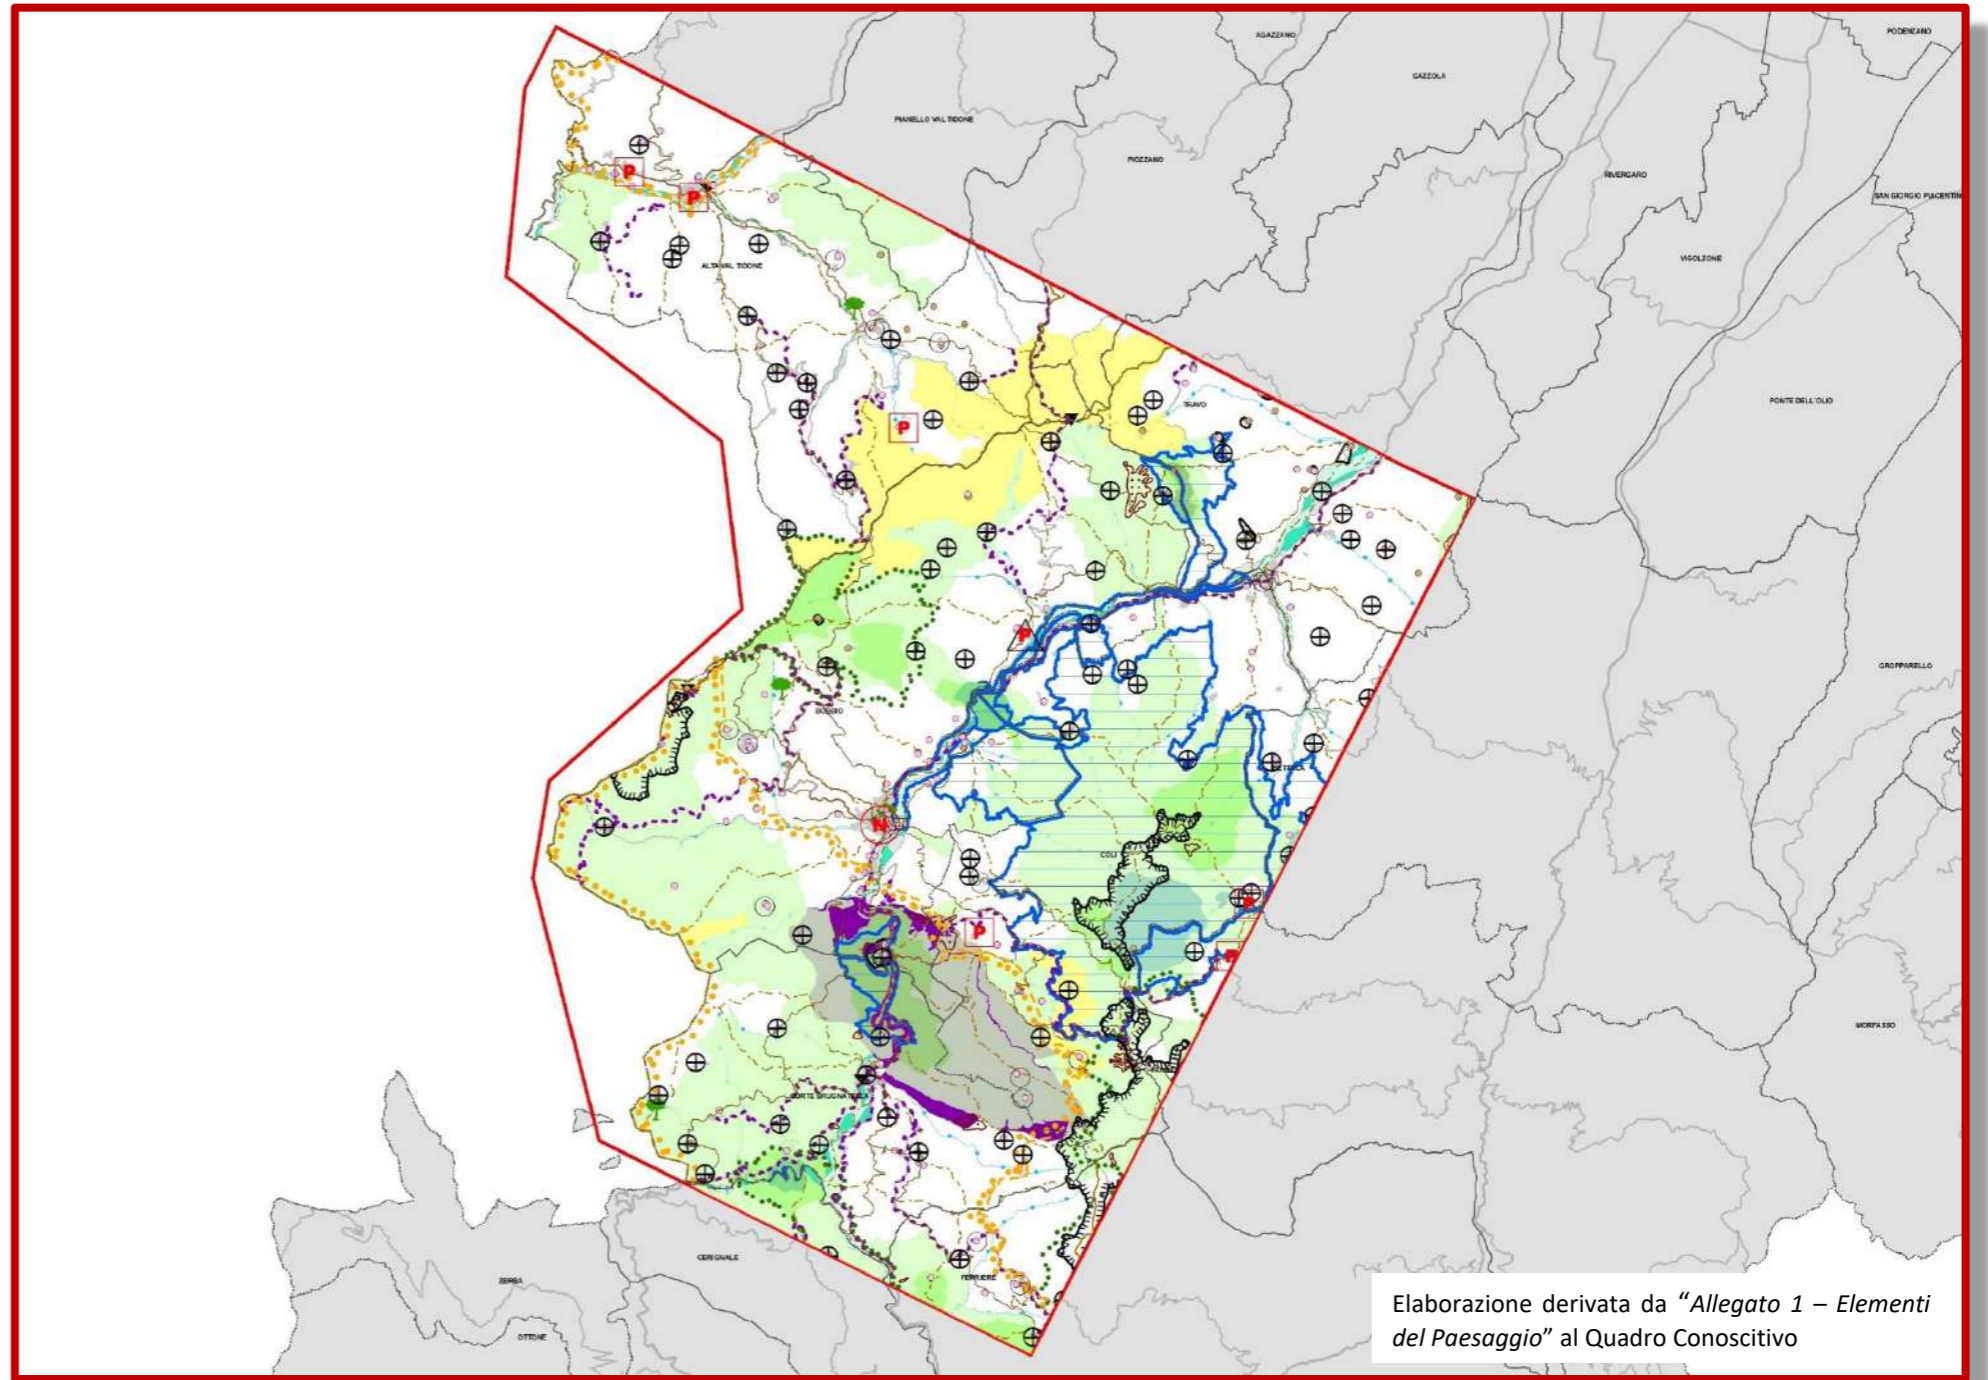 PODENZANO
AGAZZANO
GAZZOLA
PIANELLO VAL TIDONE
PIOZZANO
RIVERGARO
P
SAN GIORGIO PIACENTIN
P
VIGOLZONE
ALTA VAL TIDONE
PONTE DELL'OLIO
TRAVO
P
P
GROPPARELLO
BOBBIO
N
COLI
P
P
P
MORFASSO
CORTE BRUGNATELLA
CERIGNALE
FERRIERE
ZERBA
OTTONE
Elaborazione derivata da "Allegato 1 – Elementi
del Paesaggio" al Quadro Conoscitivo